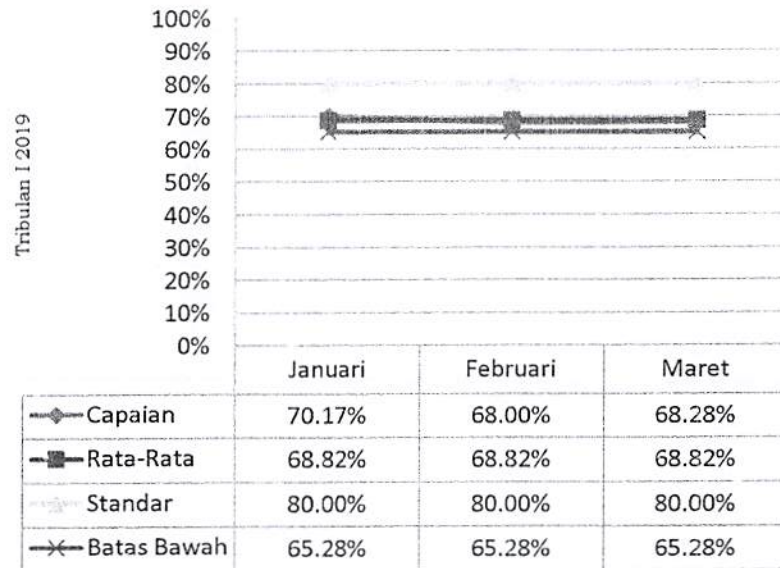 Tribulan I 2019
100%
90%
80%
70%
60%
50%
40%
30%
20%
10%
0%
Januari Februari Maret
Capaian 70.17% 68.00% 68.28%
Rata-Rata 68.82% 68.82% 68.82%
Standar 80.00% 80.00% 80.00%
Batas Bawah 65.28% 65.28% 65.28%